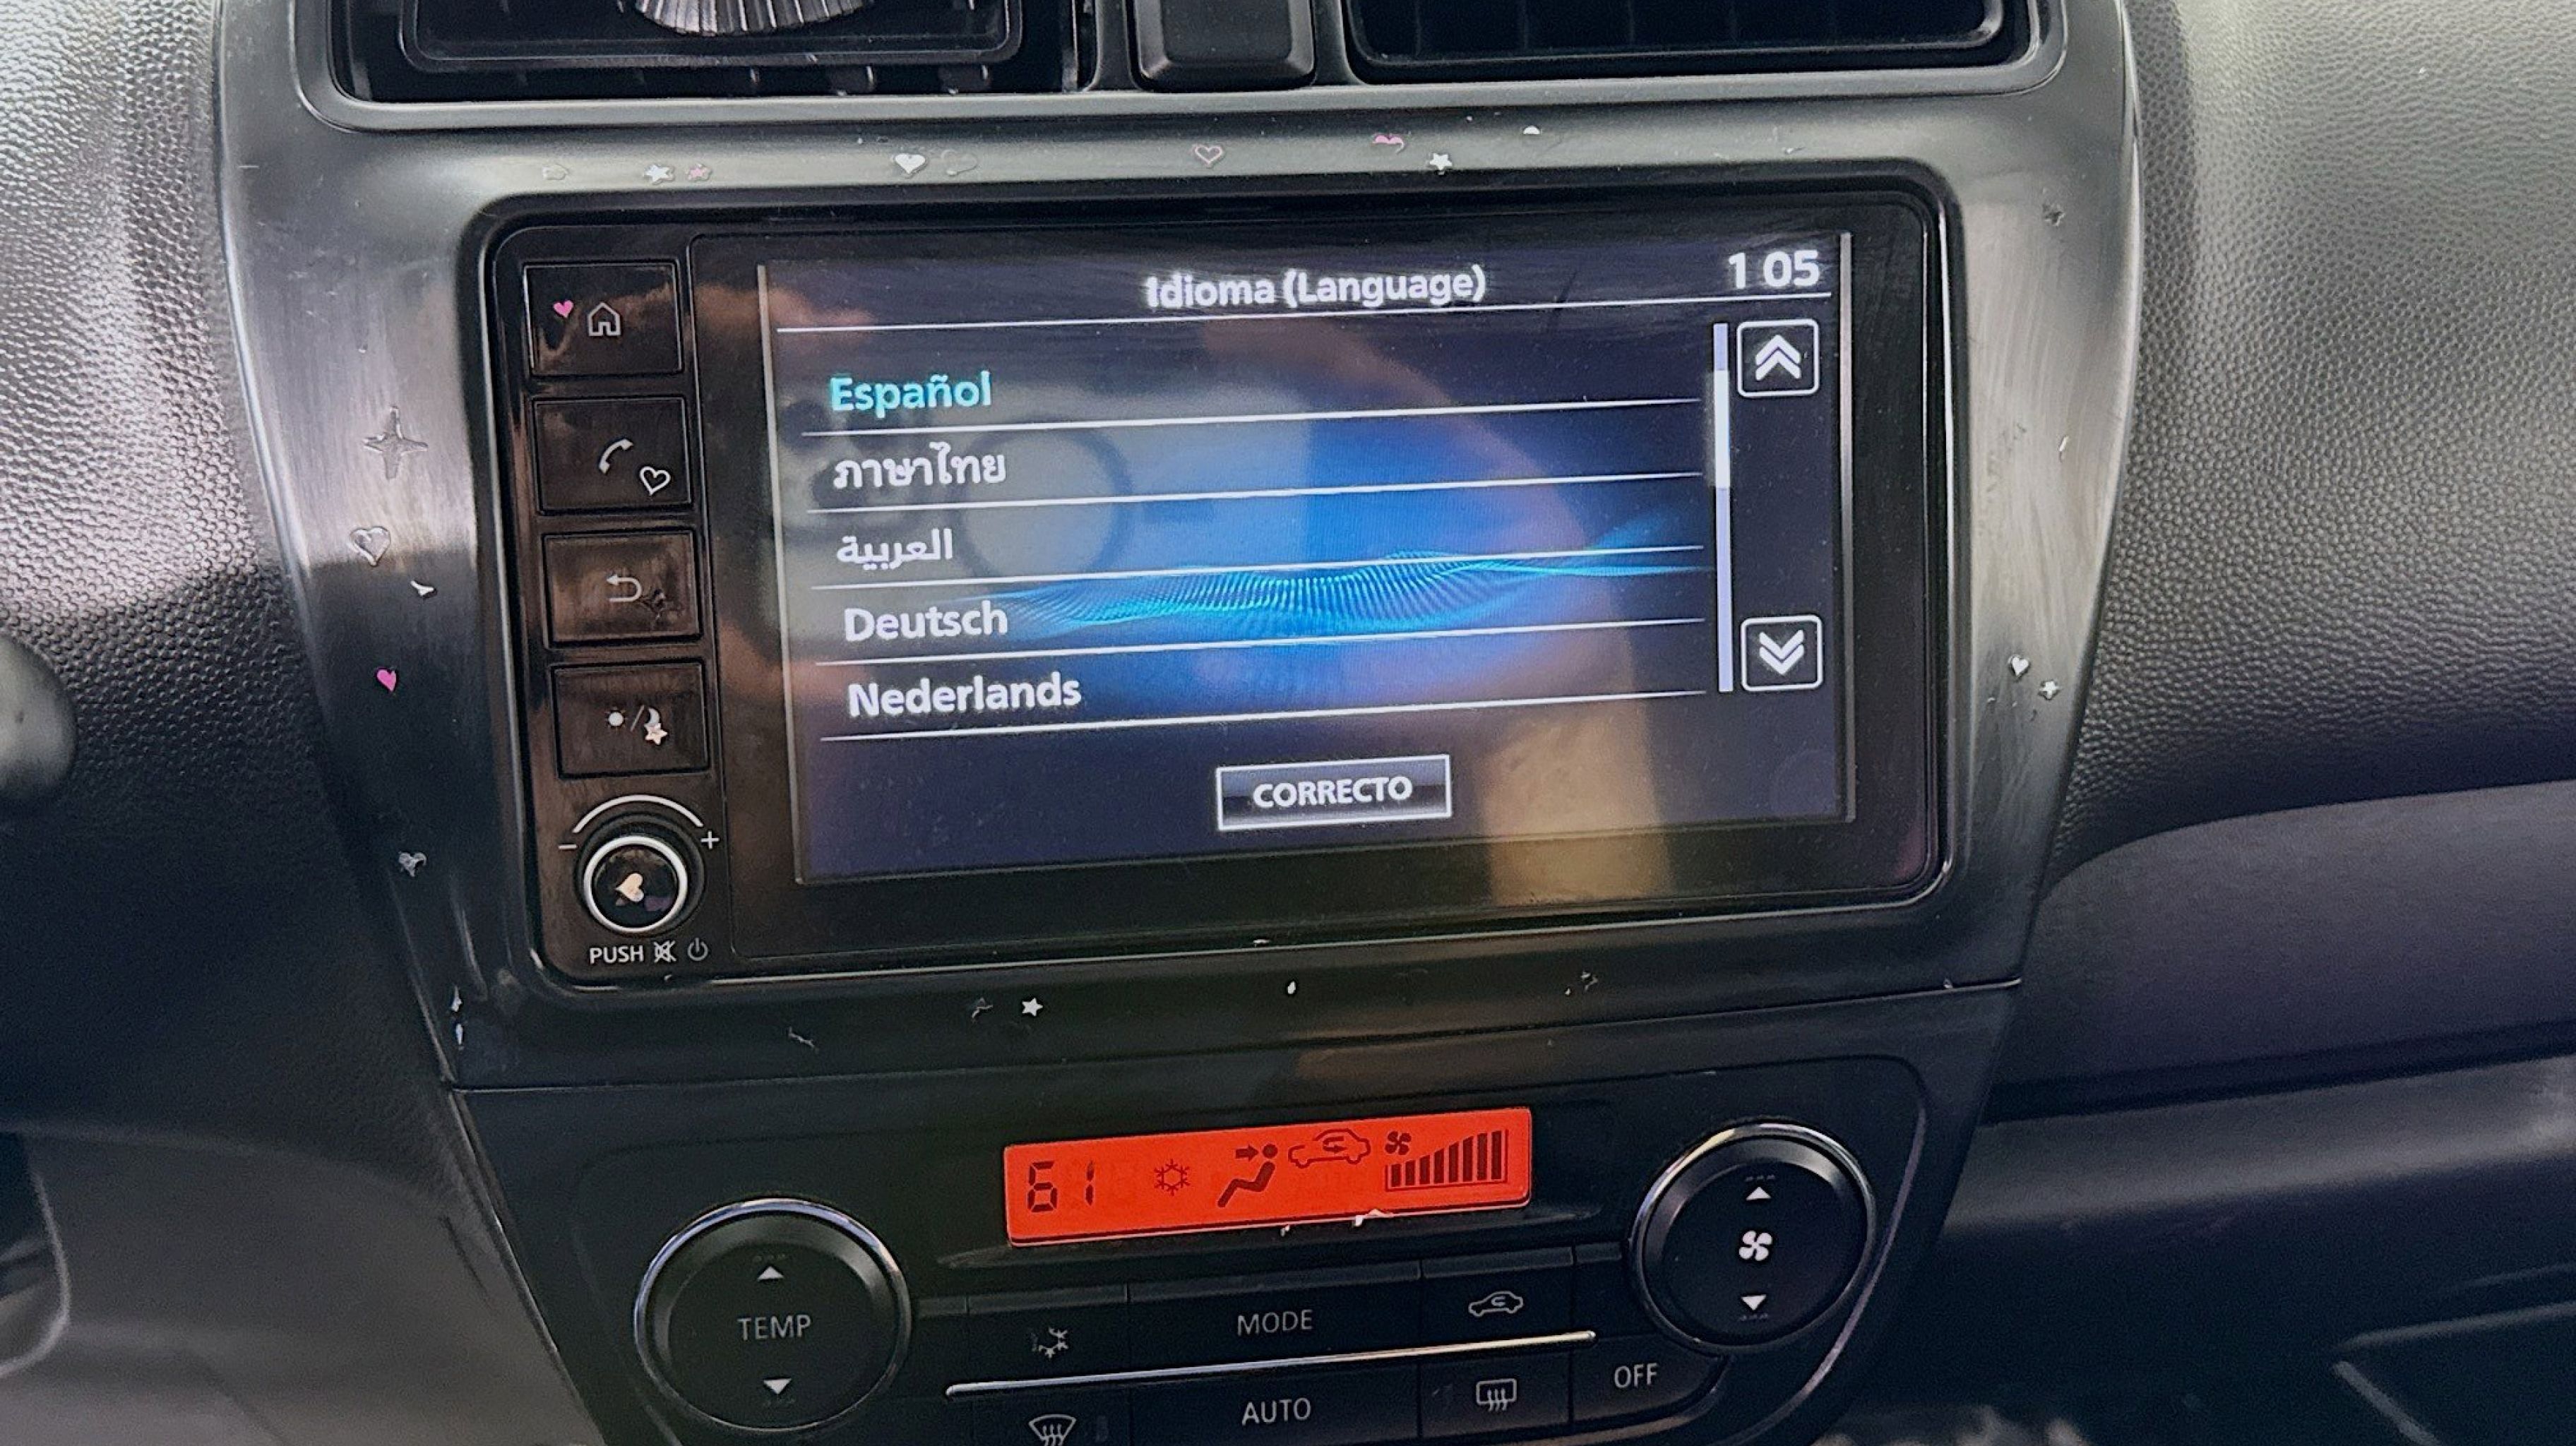 Idioma (Language)
1 05
Español
ภาษาไทย
العربية
Deutsch
Nederlands
CORRECTO
- +
PUSH
61
TEMP
MODE
AUTO
OFF